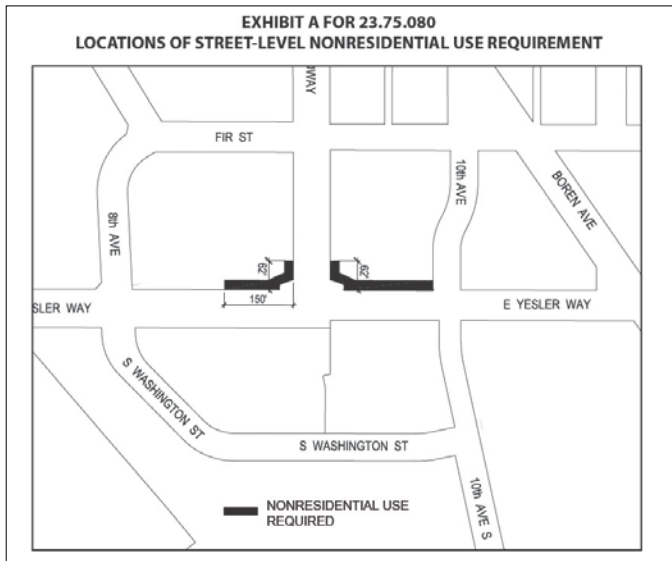 EXHIBIT A FOR 23.75.080
LOCATIONS OF STREET-LEVEL NONRESIDENTIAL USE REQUIREMENT
DWAY
FIR ST
10th AVE
BOREN AVE
8th AVE
62'
62'
150'
SLER WAY
E YESLER WAY
S WASHINGTON ST
S WASHINGTON ST
10th AVE S
NONRESIDENTIAL USE
REQUIRED